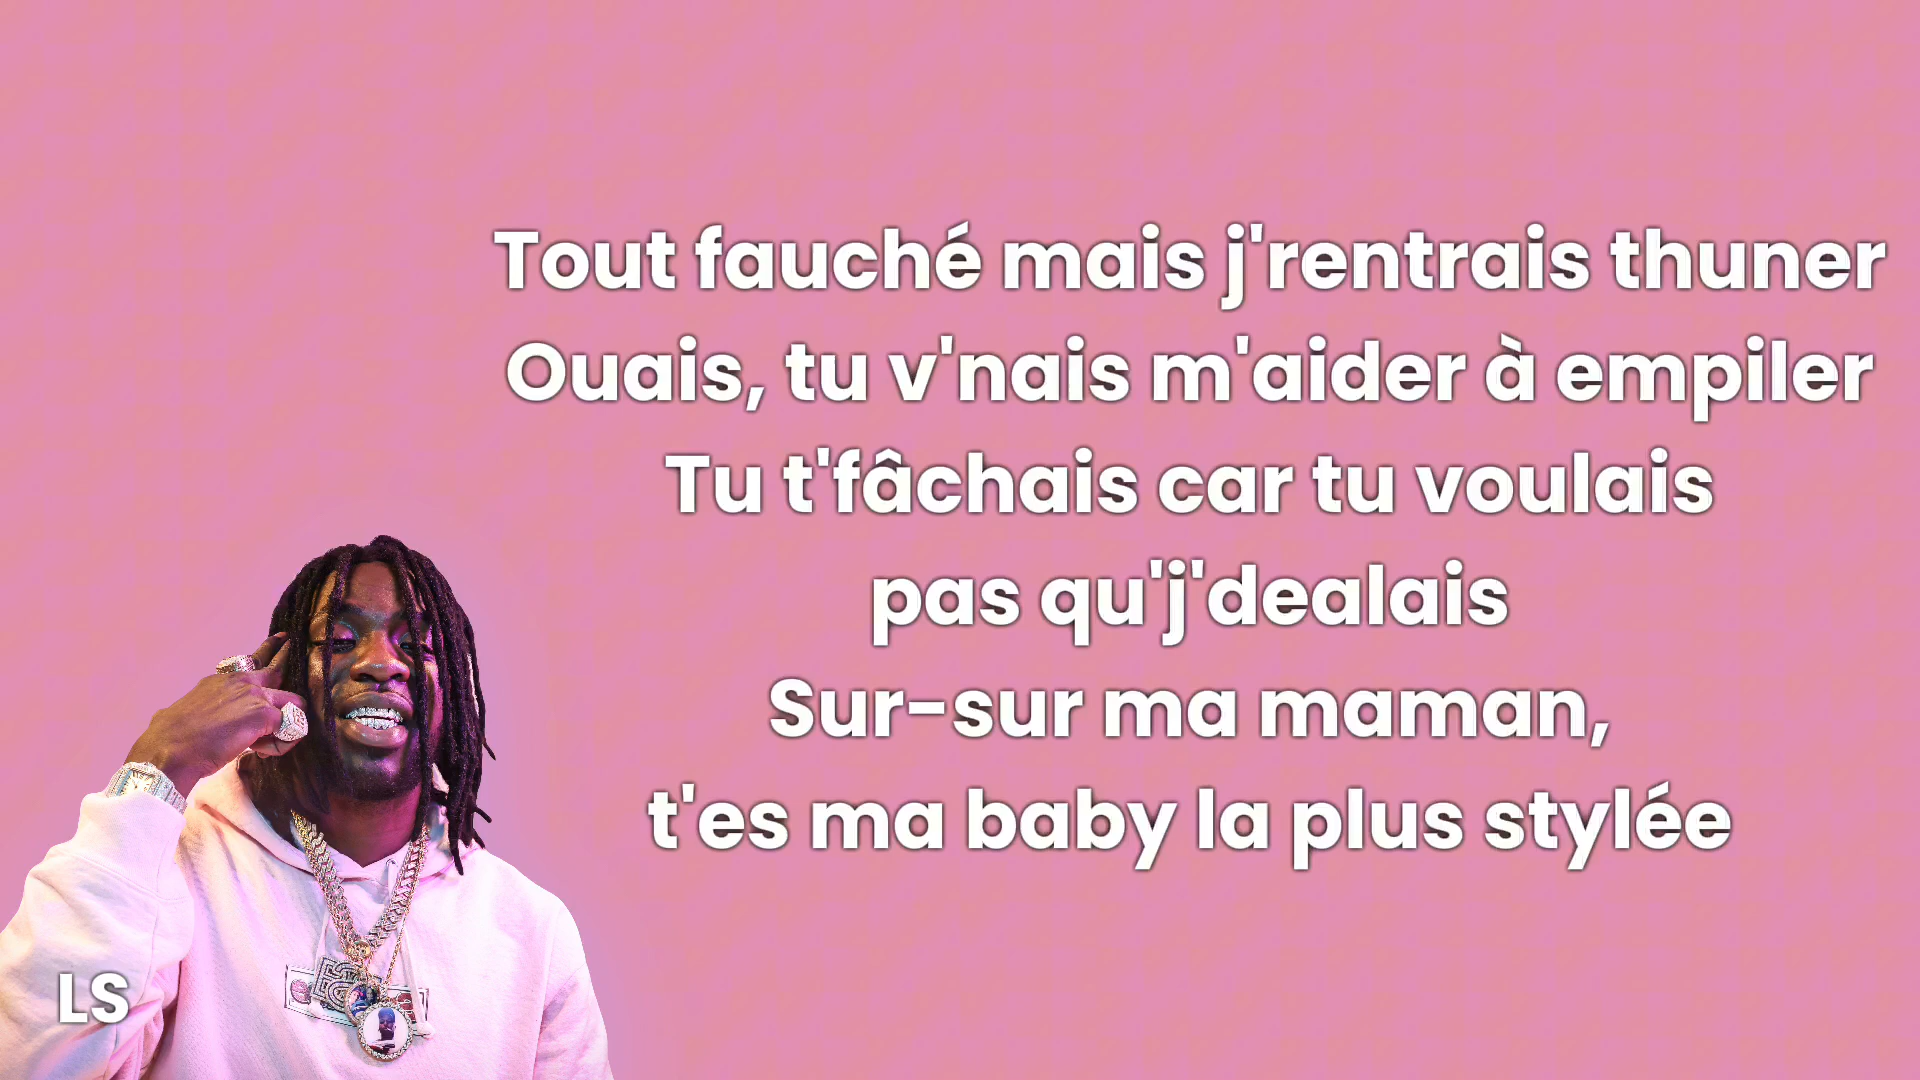 Tout fauché mais j'rentrais thuner
Ouais, tu v'nais m'aider à empiler
Tu t'fâchais car tu voulais
pas qu'j'dealais
Sur-sur ma maman,
t'es ma baby la plus stylée
LS